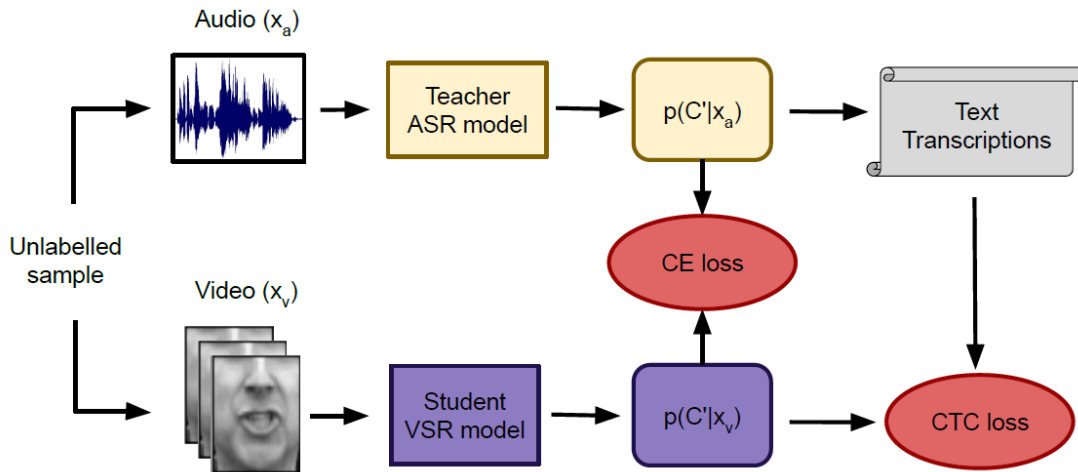 Audio (xₐ)
Teacher
ASR model
p(C'|xₐ)
Text
Transcriptions
Unlabelled
sample
CE loss
Video (xᵥ)
Student
VSR model
p(C'|xᵥ)
CTC loss